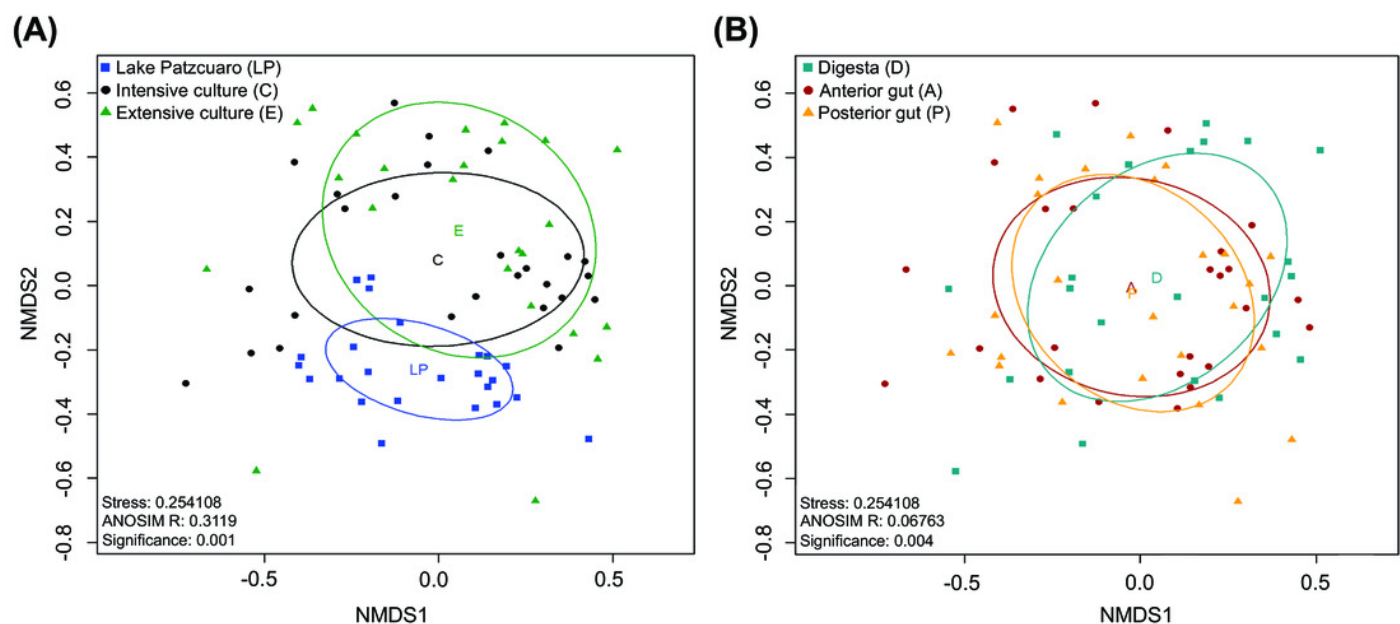 (A)
Lake Patzcuaro (LP)
Intensive culture (C)
Extensive culture (E)
NMDS2
0.6
0.4
0.2
0.0
-0.2
-0.4
-0.6
-0.8
E
C
LP
Stress: 0.254108
ANOSIM R: 0.3119
Significance: 0.001
-0.5 0.0 0.5
NMDS1
(B)
Digesta (D)
Anterior gut (A)
Posterior gut (P)
NMDS2
0.6
0.4
0.2
0.0
-0.2
-0.4
-0.6
-0.8
D
A
P
Stress: 0.254108
ANOSIM R: 0.06763
Significance: 0.004
-0.5 0.0 0.5
NMDS1